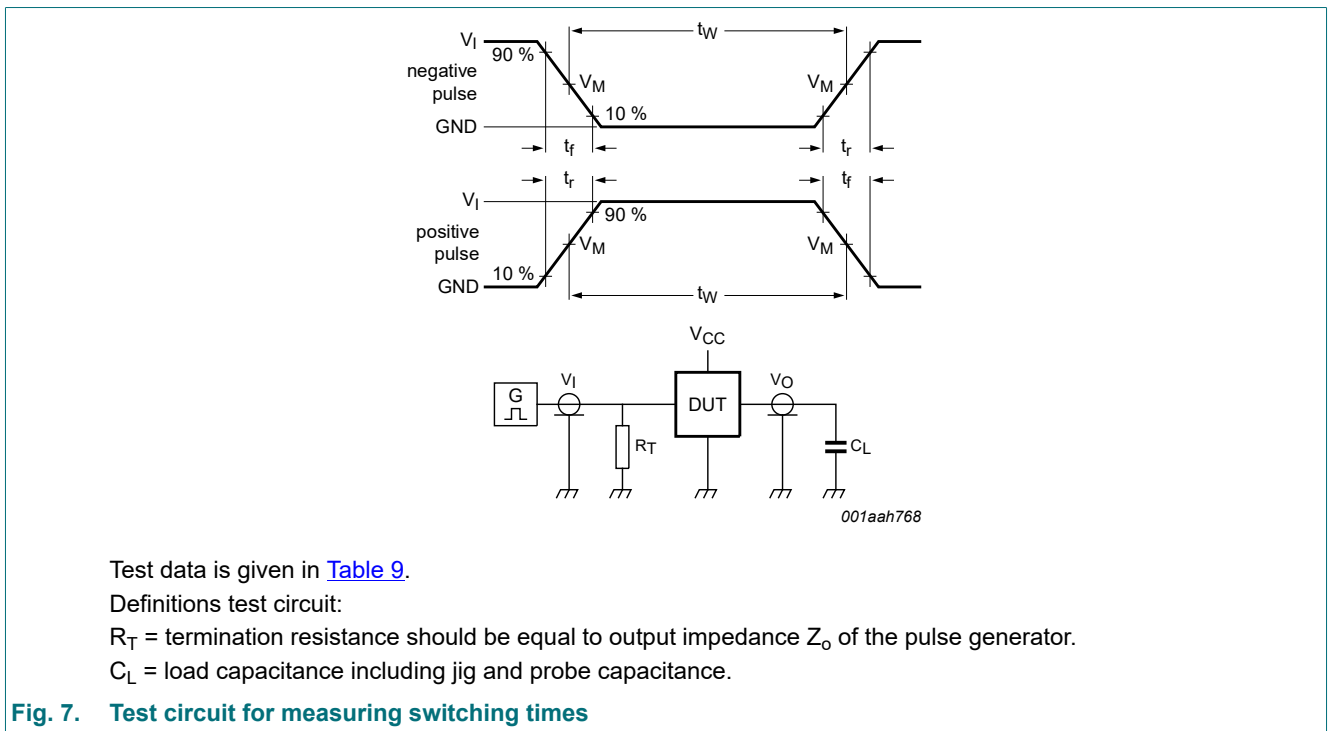 V_I
90 %
negative
pulse
GND
t_W
V_M
V_M
10 %
t_f
t_r
t_r
t_f
V_I
90 %
positive
pulse
V_M
V_M
10 %
GND
t_W
V_CC
G
V_I
DUT
V_O
R_T
C_L
001aah768
Test data is given in Table 9.
Definitions test circuit:
R_T = termination resistance should be equal to output impedance Z_o of the pulse generator.
C_L = load capacitance including jig and probe capacitance.
Fig. 7. Test circuit for measuring switching times